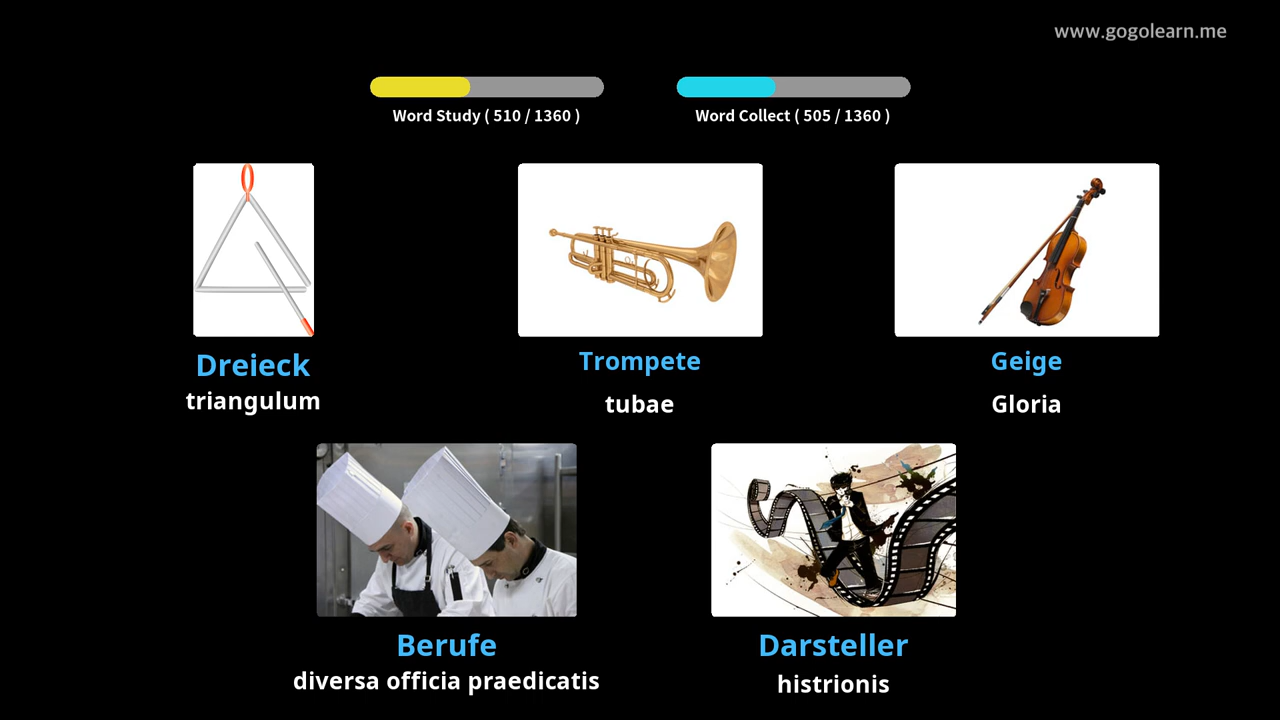 www.gogolearn.me
Word Study ( 510 / 1360 )
Word Collect ( 505 / 1360 )
Dreieck
triangulum
Trompete
tubae
Geige
Gloria
Berufe
diversa officia praedicatis
Darsteller
histrionis